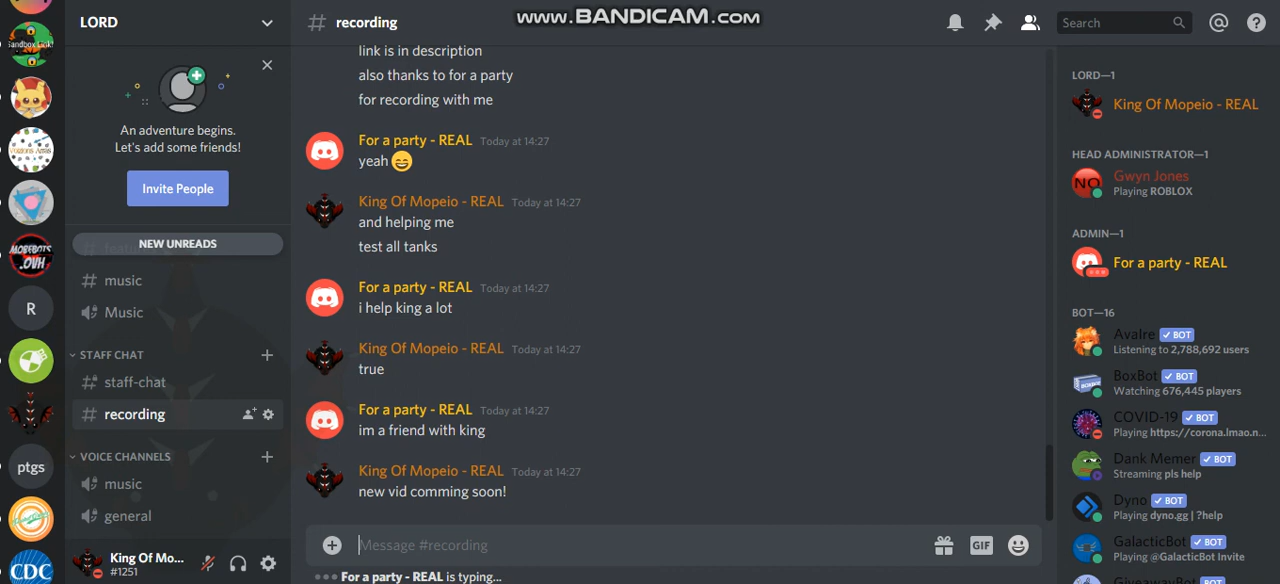 www.BANDICAM.com
LORD
recording
Search
link is in description
also thanks to for a party
for recording with me
An adventure begins.
Let's add some friends!
Invite People
NEW UNREADS
music
Music
STAFF CHAT
staff-chat
recording
VOICE CHANNELS
music
general
King Of Mo...
#1251
For a party - REAL Today at 14:27
yeah
King Of Mopeio - REAL Today at 14:27
and helping me
test all tanks
For a party - REAL Today at 14:27
i help king a lot
King Of Mopeio - REAL Today at 14:27
true
For a party - REAL Today at 14:27
im a friend with king
King Of Mopeio - REAL Today at 14:27
new vid comming soon!
Message #recording
GIF
For a party - REAL is typing...
LORD—1
King Of Mopeio - REAL
HEAD ADMINISTRATOR—1
NO
Gwyn Jones
Playing ROBLOX
ADMIN—1
For a party - REAL
BOT—16
Avaire BOT
Listening to 2,788,692 users
BoxBot BOT
Watching 676,445 players
COVID-19 BOT
Playing https://corona.lmao.n...
Dank Memer BOT
Streaming pls help
Dyno BOT
Playing dyno.gg | ?help
GalacticBot BOT
Playing @GalacticBot Invite
GiveawayBot BOT
Sandbox Link!
MOBEBOTS
.OVH
R
ptgs
CDC